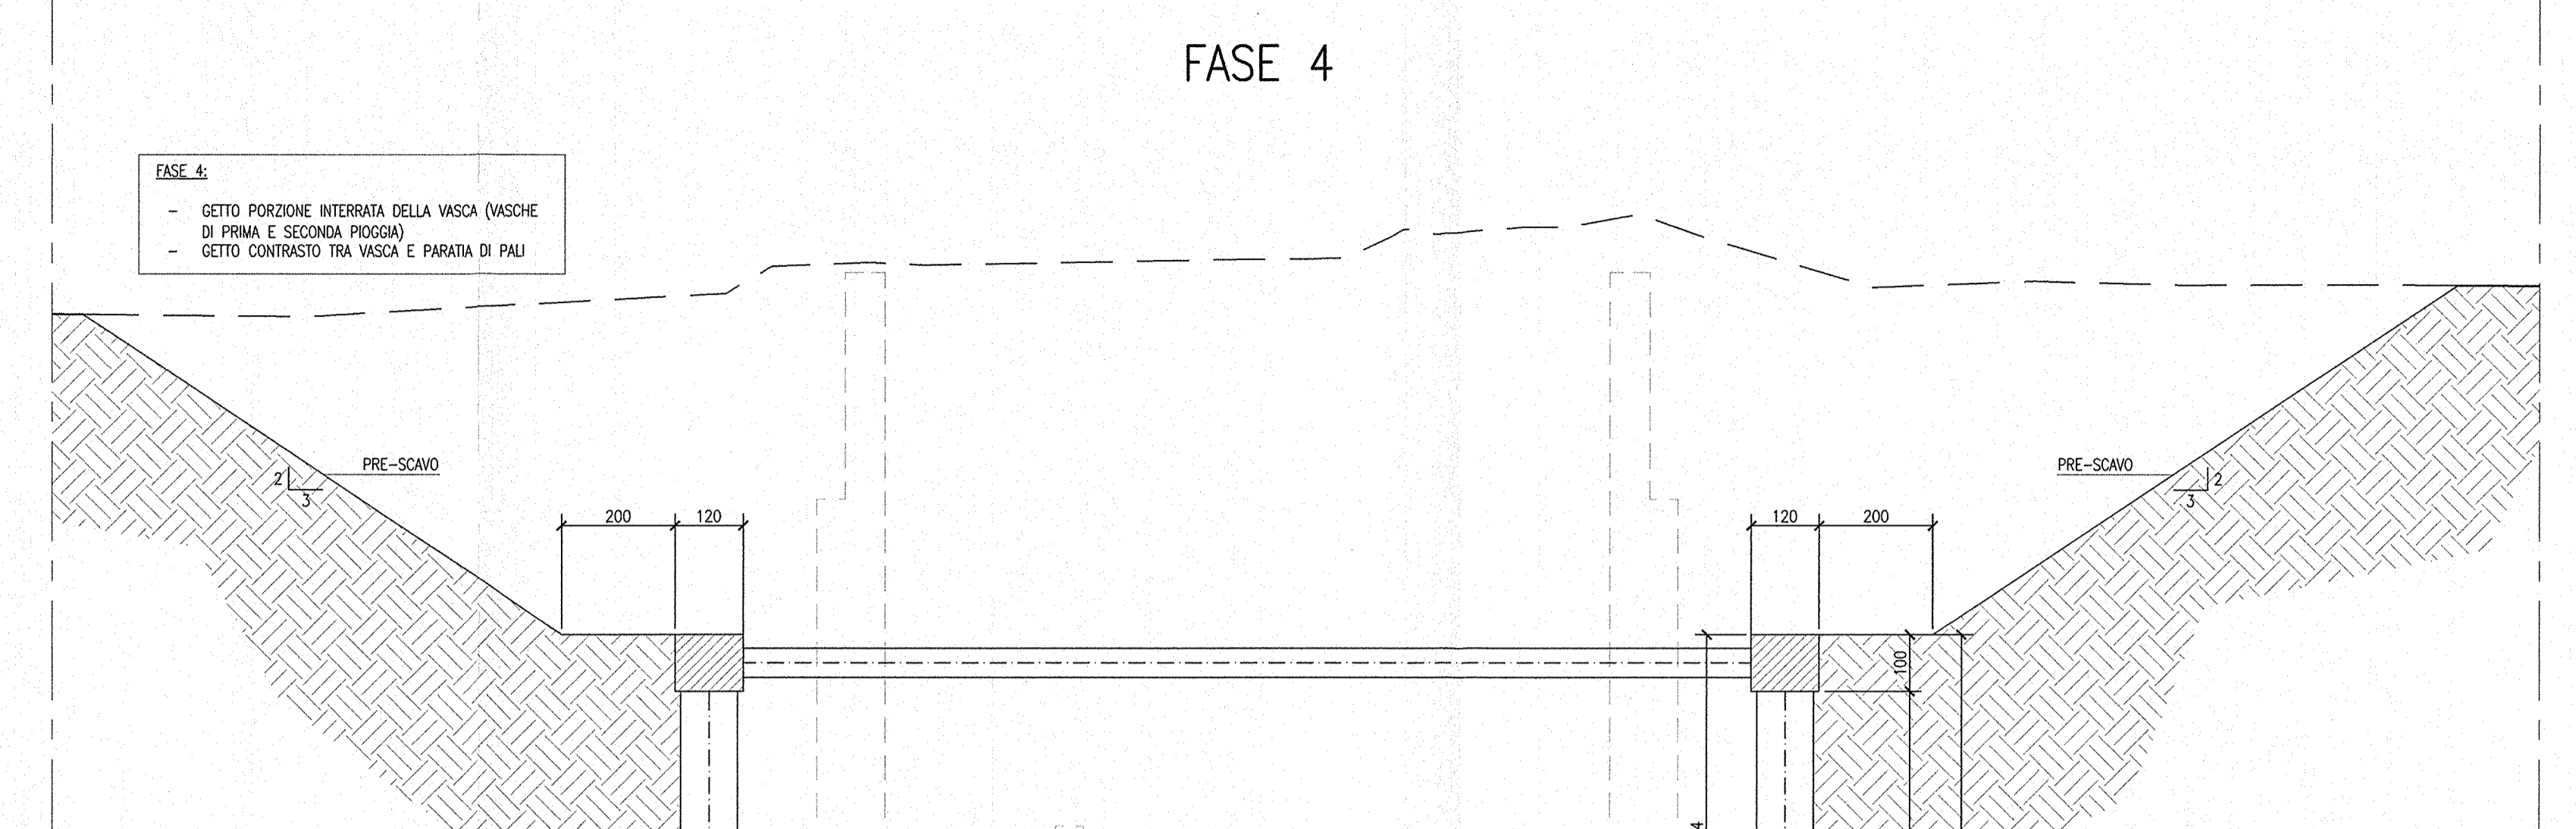 FASE 4
FASE 4:
- GETTO PORZIONE INTERRATA DELLA VASCA (VASCHE
DI PRIMA E SECONDA PIOGGIA)
- GETTO CONTRASTO TRA VASCA E PARATIA DI PALI
PRE-SCAVO
2
3
PRE-SCAVO
2
3
200
120
120
200
100
4